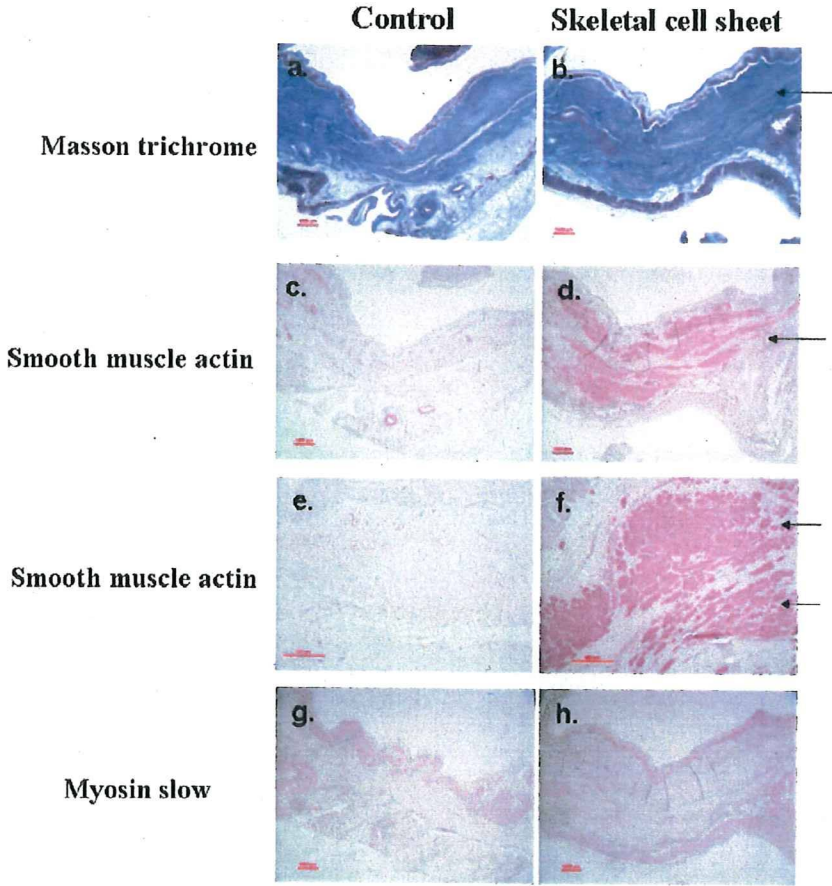 Control Skeletal cell sheet
a. b.
Masson trichrome
c. d.
Smooth muscle actin
e. f.
Smooth muscle actin
g. h.
Myosin slow